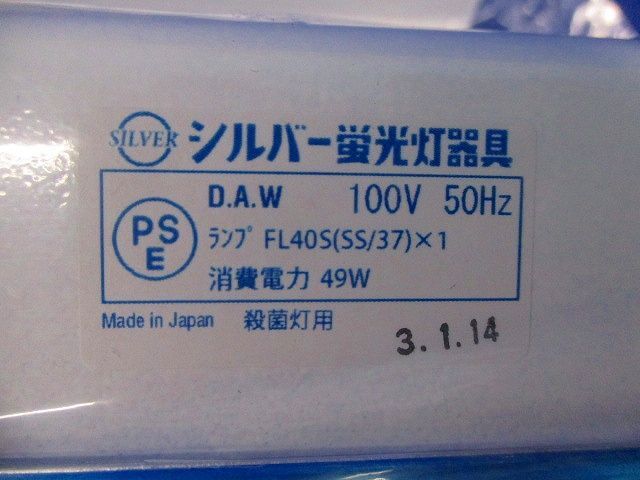 SILVER シルバー蛍光灯器具
D.A.W 100V 50Hz
PSE
ﾗﾝﾌﾟ FL40S(SS/37)×1
消費電力 49W
Made in Japan 殺菌灯用
3.1.14